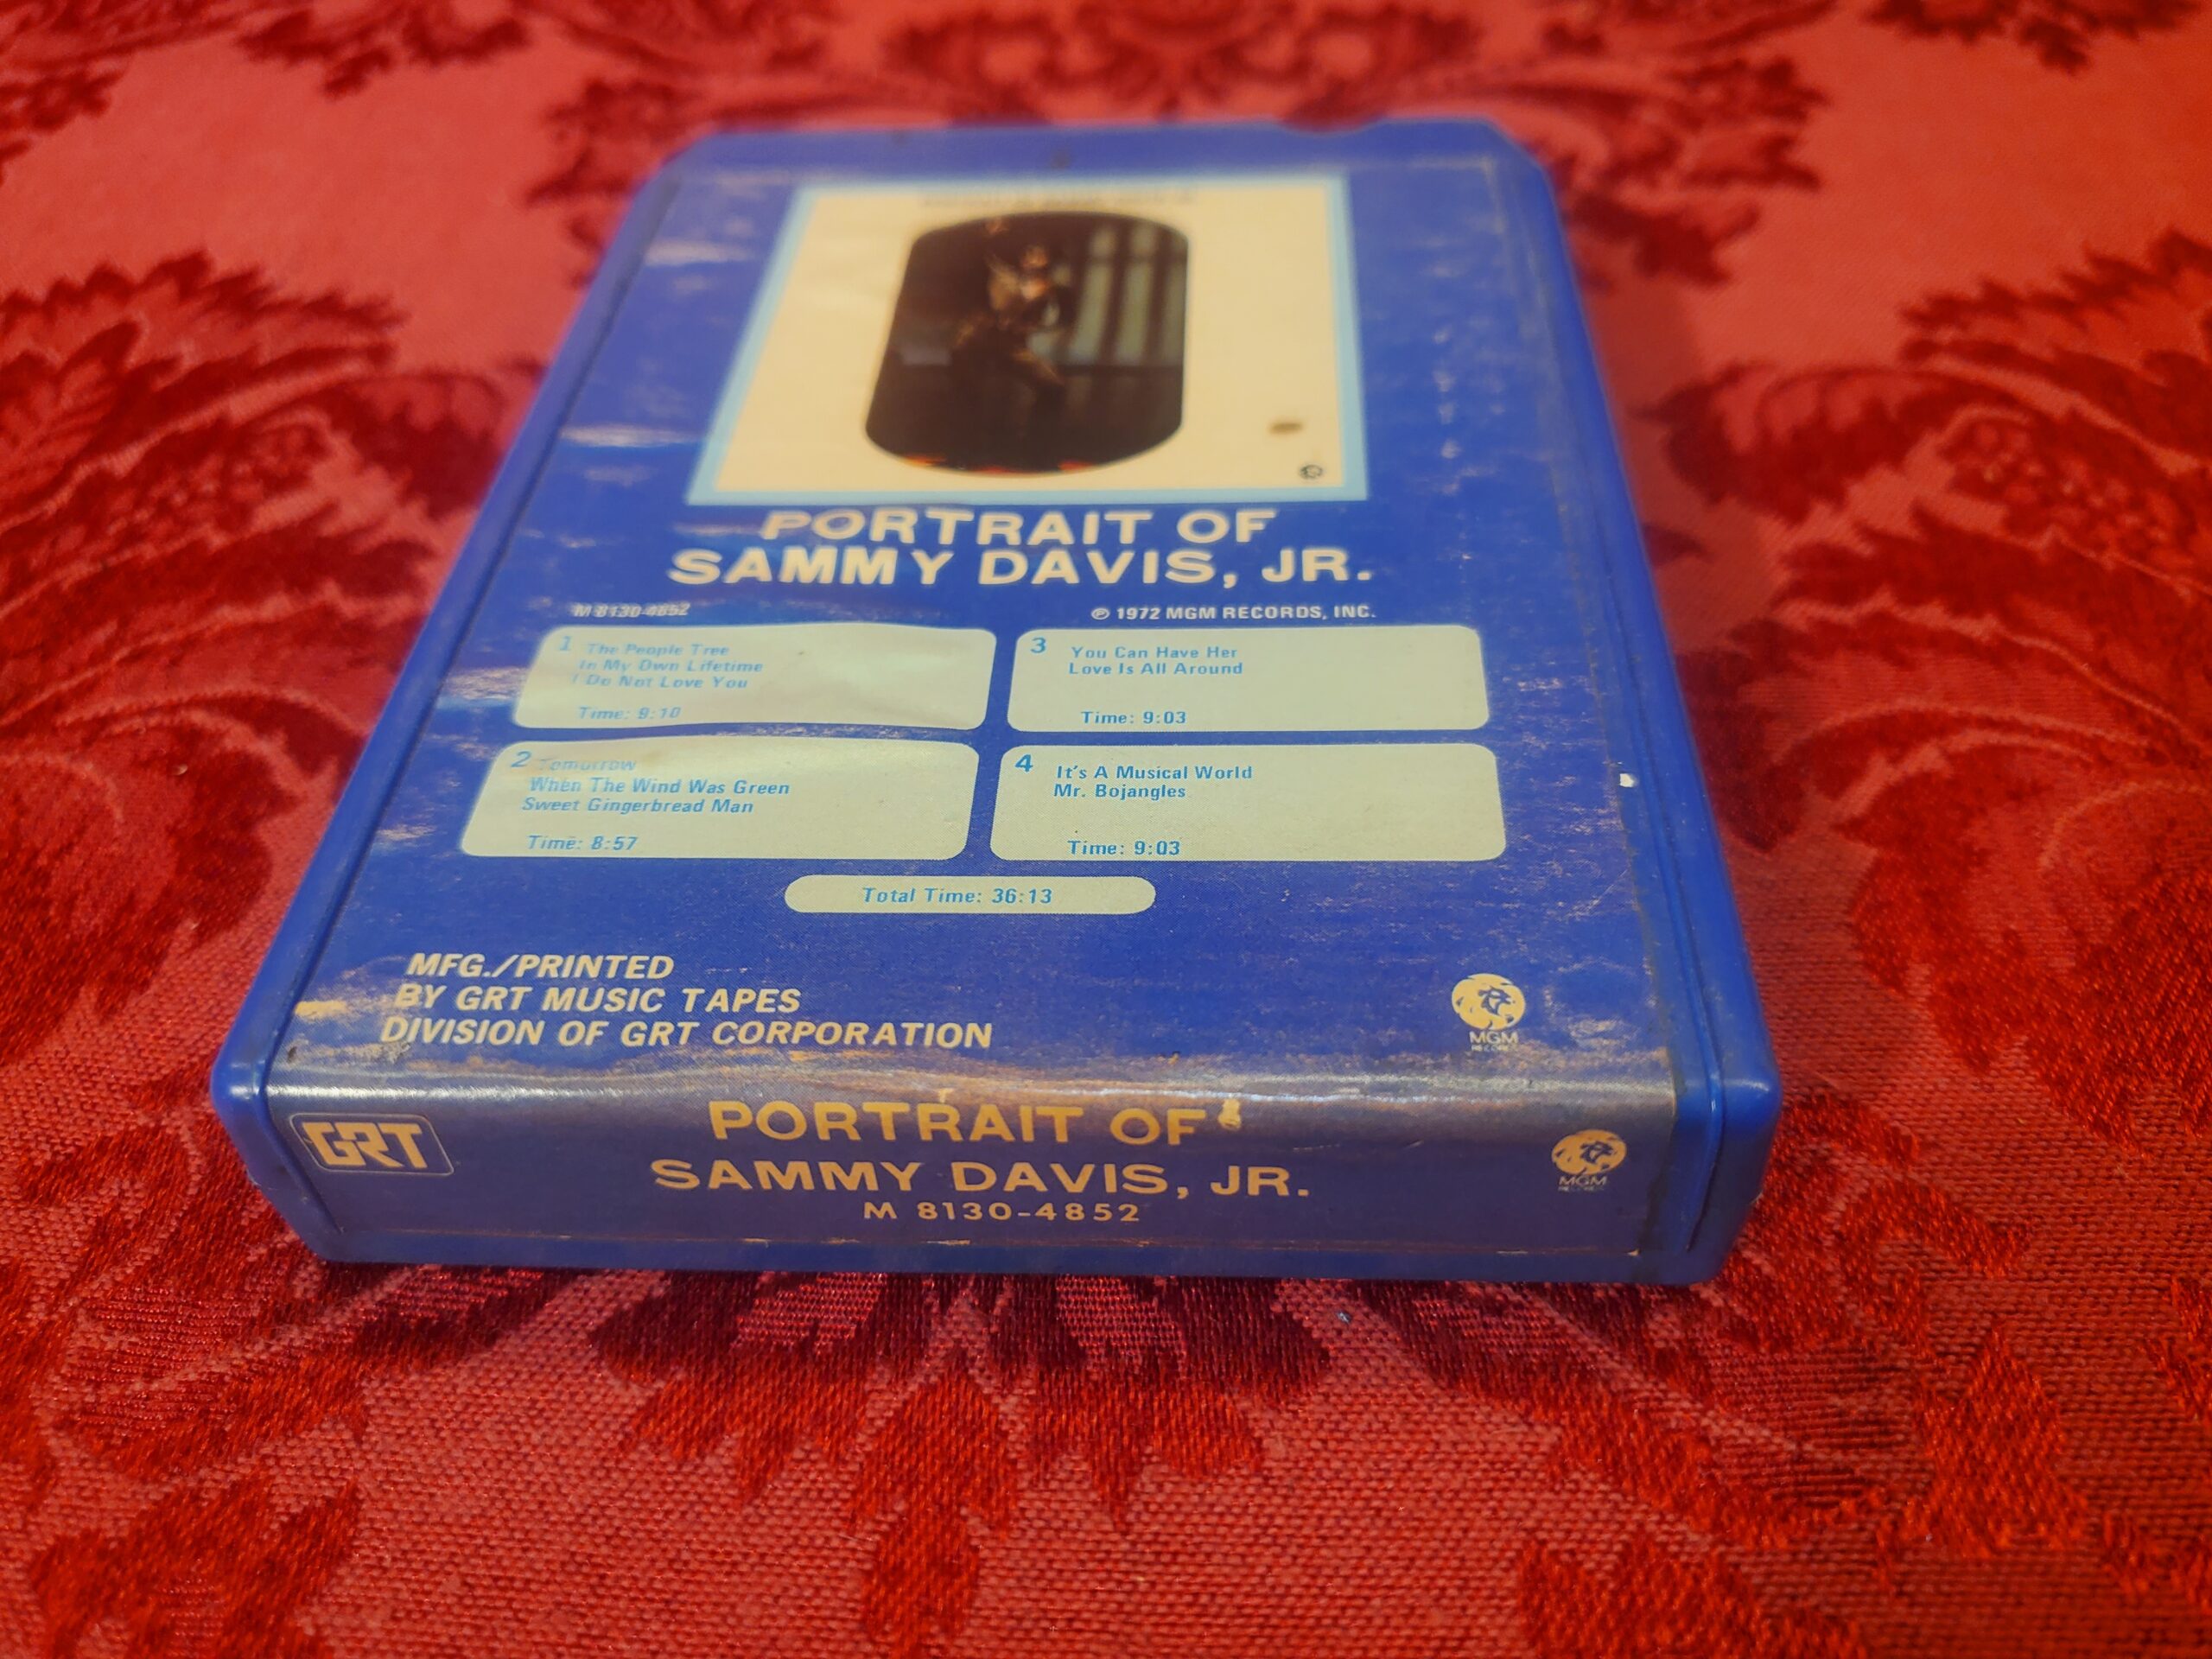 PORTRAIT OF
SAMMY DAVIS, JR.
M 8130-4852
℗ 1972 MGM RECORDS, INC.
1 The People Tree
In My Own Lifetime
I Do Not Love You
Time: 9:10
2 Tomorrow
When The Wind Was Green
Sweet Gingerbread Man
Time: 8:57
3 You Can Have Her
Love Is All Around
Time: 9:03
4 It's A Musical World
Mr. Bojangles
Time: 9:03
Total Time: 36:13
MFG./PRINTED
BY GRT MUSIC TAPES
DIVISION OF GRT CORPORATION
MGM
RECORDS
GRT
PORTRAIT OF
SAMMY DAVIS, JR.
M 8130-4852
MGM
RECORDS